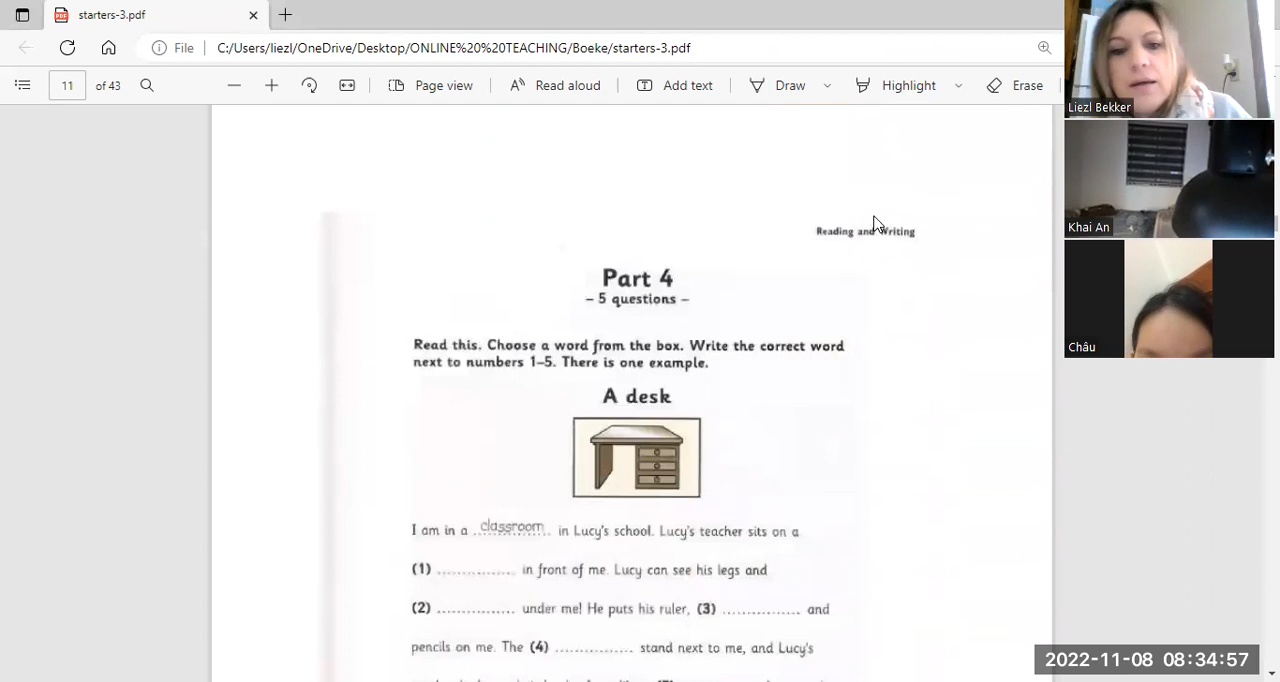 starters-3.pdf
File
C:/Users/liezl/OneDrive/Desktop/ONLINE%20%20TEACHING/Boeke/starters-3.pdf
11 of 43
Page view
Read aloud
Add text
Draw
Highlight
Erase
Liezl Bekker
Khai An
Châu
Reading and Writing
Part 4
– 5 questions –
Read this. Choose a word from the box. Write the correct word
next to numbers 1–5. There is one example.
A desk
I am in a classroom in Lucy's school. Lucy's teacher sits on a
(1) ............... in front of me. Lucy can see his legs and
(2) ............... under me! He puts his ruler, (3) ............... and
pencils on me. The (4) ............... stand next to me, and Lucy's
2022-11-08 08:34:57